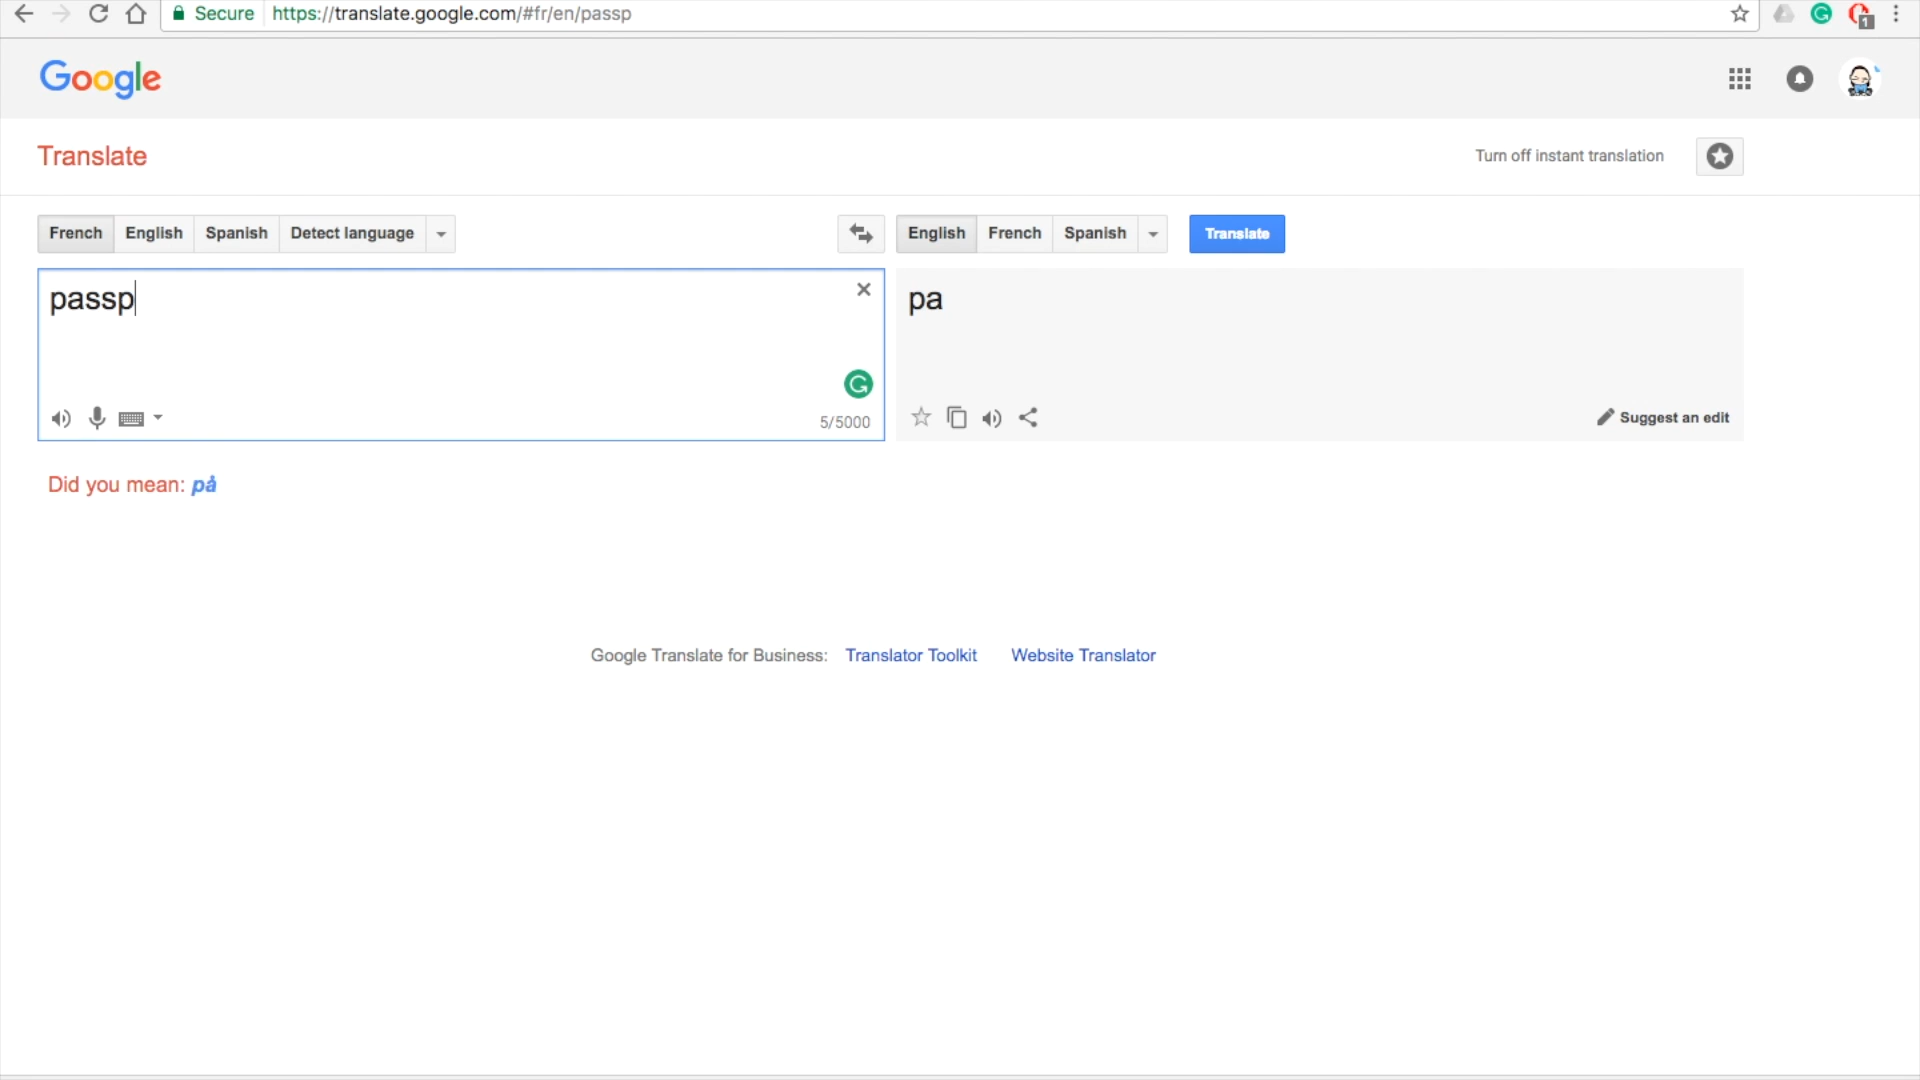 Secure https://translate.google.com/#fr/en/passp
1
Google
Translate
Turn off instant translation
French English Spanish Detect language
English French Spanish Translate
passp
pa
5/5000
Suggest an edit
Did you mean: på
Google Translate for Business: Translator Toolkit Website Translator